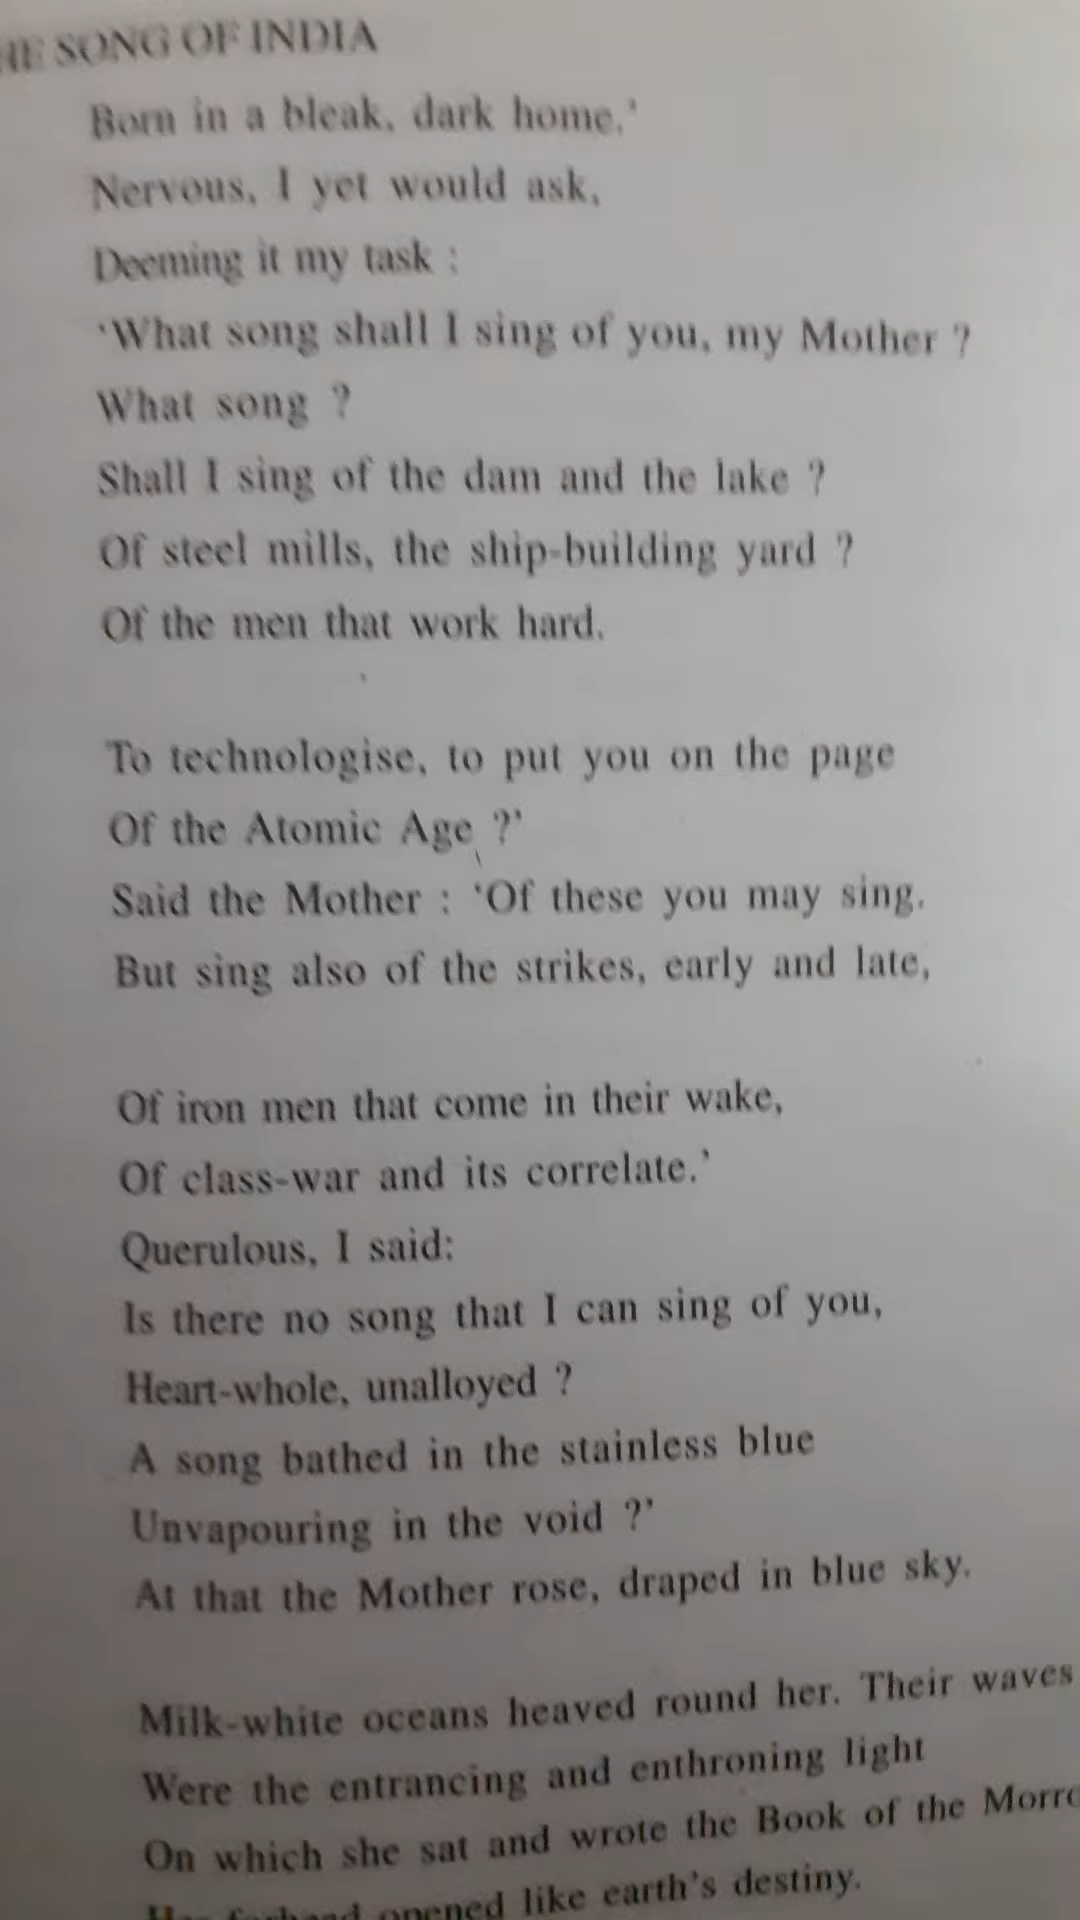 HE SONG OF INDIA
Born in a bleak, dark home.'
Nervous, I yet would ask,
Deeming it my task :
'What song shall I sing of you, my Mother ?
What song ?
Shall I sing of the dam and the lake ?
Of steel mills, the ship-building yard ?
Of the men that work hard.
To technologise, to put you on the page
Of the Atomic Age ?'
Said the Mother : 'Of these you may sing.
But sing also of the strikes, early and late,
Of iron men that come in their wake,
Of class-war and its correlate.'
Querulous, I said:
Is there no song that I can sing of you,
Heart-whole, unalloyed ?
A song bathed in the stainless blue
Unvapouring in the void ?'
At that the Mother rose, draped in blue sky.
Milk-white oceans heaved round her. Their waves
Were the entrancing and enthroning light
On which she sat and wrote the Book of the Morro
Her forhead opened like earth's destiny.